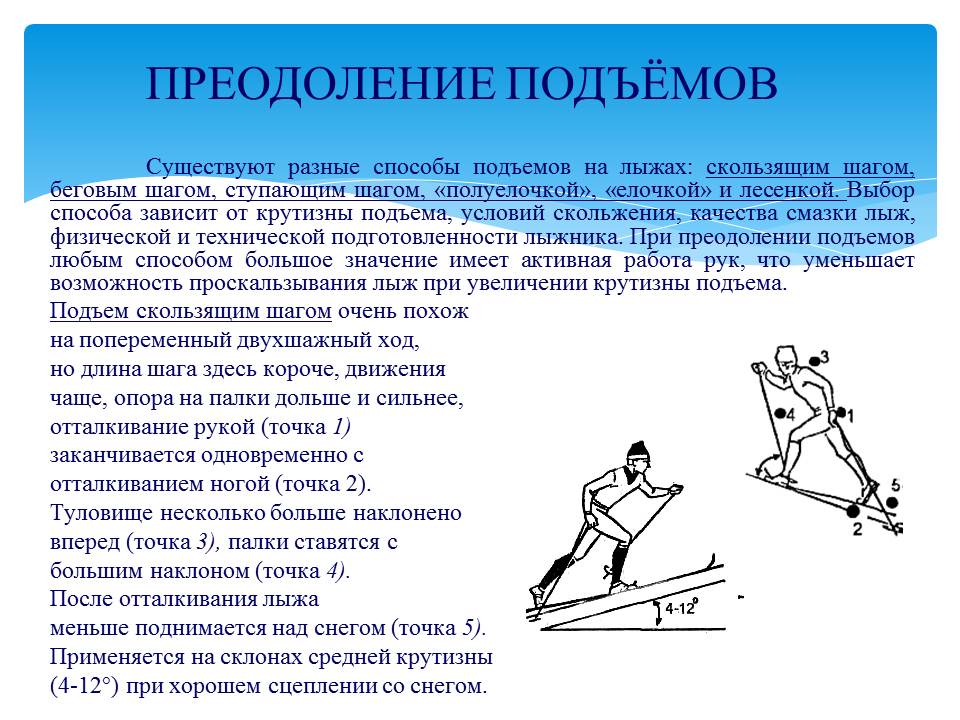 ПРЕОДОЛЕНИЕ ПОДЪЁМОВ
Существуют разные способы подъемов на лыжах: скользящим шагом,
беговым шагом, ступающим шагом, «полуелочкой», «елочкой» и лесенкой. Выбор
способа зависит от крутизны подъема, условий скольжения, качества смазки лыж,
физической и технической подготовленности лыжника. При преодолении подъемов
любым способом большое значение имеет активная работа рук, что уменьшает
возможность проскальзывания лыж при увеличении крутизны подъема.
Подъем скользящим шагом очень похож
на попеременный двухшажный ход,
но длина шага здесь короче, движения
чаще, опора на палки дольше и сильнее,
отталкивание рукой (точка 1)
заканчивается одновременно с
отталкиванием ногой (точка 2).
Туловище несколько больше наклонено
вперед (точка 3), палки ставятся с
большим наклоном (точка 4).
После отталкивания лыжа
меньше поднимается над снегом (точка 5).
Применяется на склонах средней крутизны
(4-12°) при хорошем сцеплении со снегом.
3
4
1
5
2
4-12°